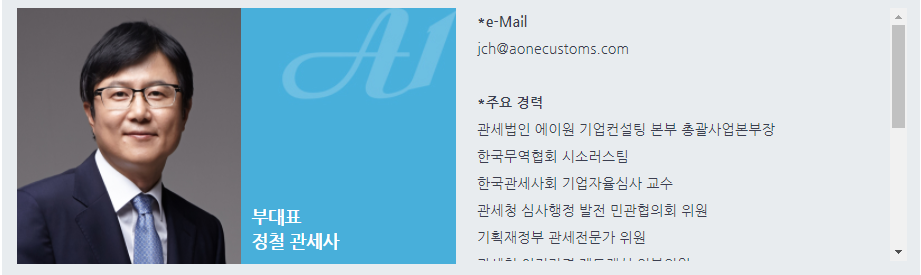 A1
부대표
정철 관세사
*e-Mail
jch@aonecustoms.com
*주요 경력
관세법인 에이원 기업컨설팅 본부 총괄사업본부장
한국무역협회 시소러스팀
한국관세사회 기업자율심사 교수
관세청 심사행정 발전 민관협의회 위원
기획재정부 관세전문가 위원